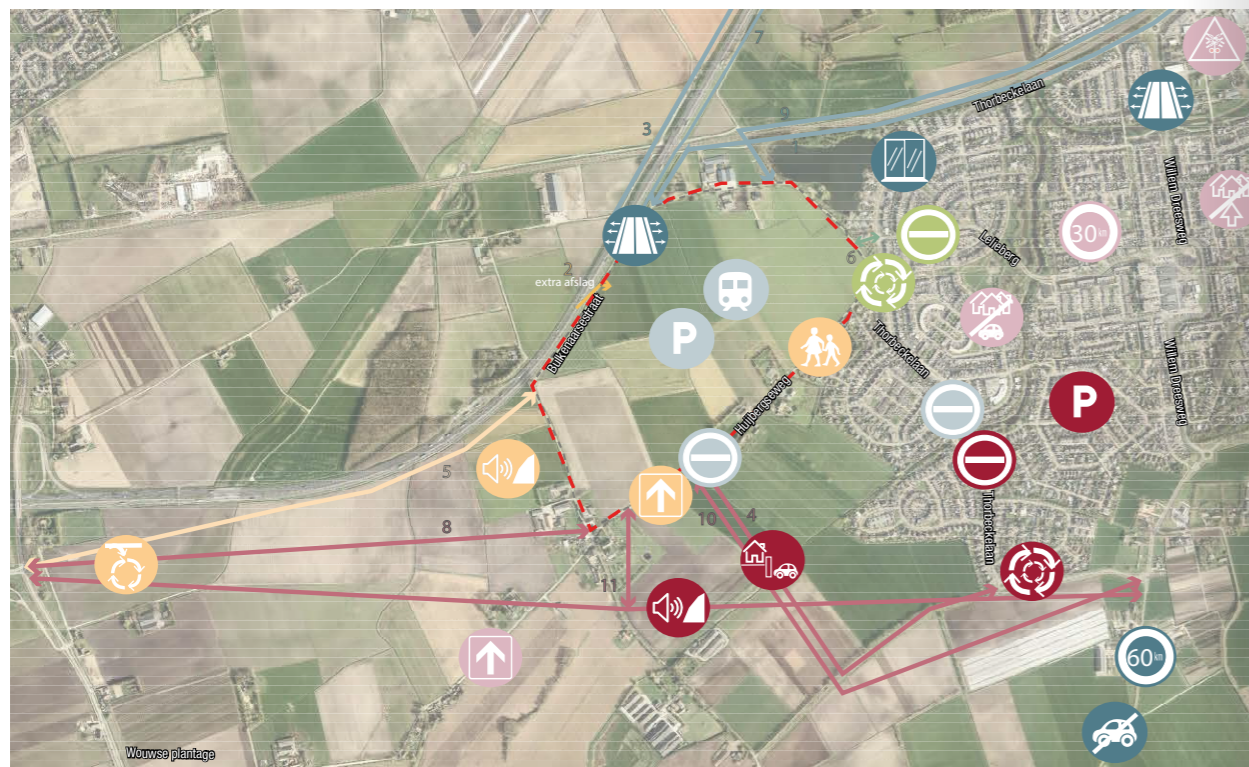 7
Thorbeckelaan
3
9
Willem Dreesweg
30 km
Lelieberg
6
2
extra afslag
Buikenaarsestraat
P
Thorbeckelaan
Willem Dreesweg
Huijbergseweg
P
5
Thorbeckelaan
8
10
4
11
60 km
Wouwse plantage